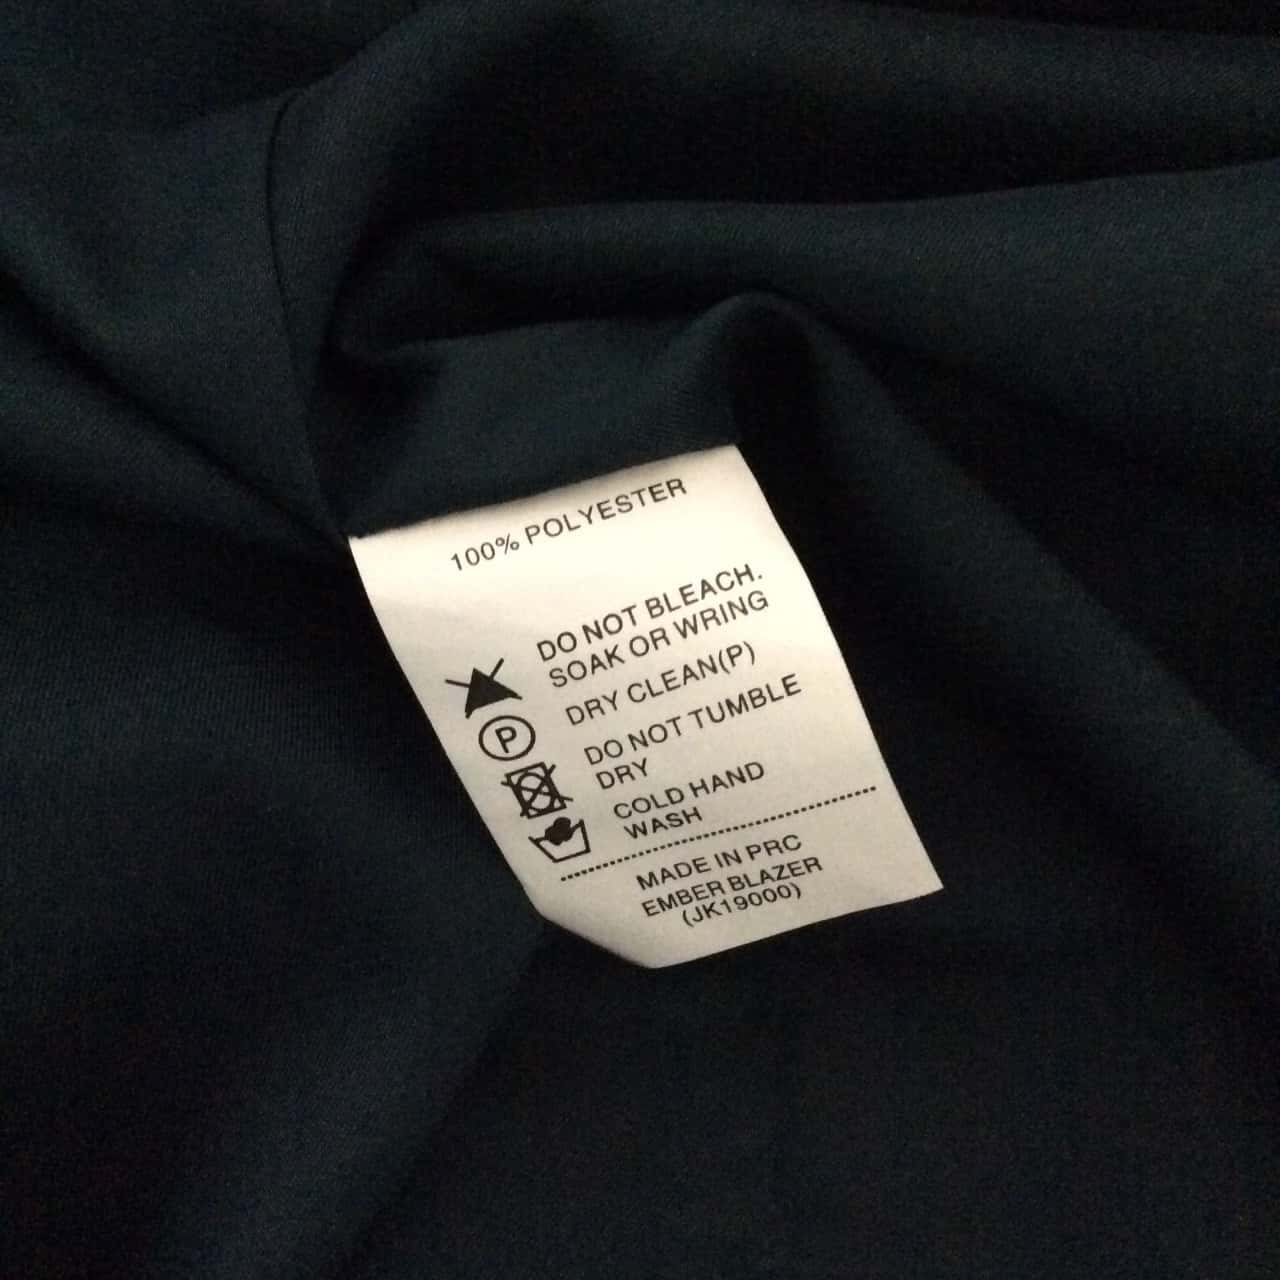 100% POLYESTER
DO NOT BLEACH.
SOAK OR WRING
DRY CLEAN(P)
P
DO NOT TUMBLE
DRY
COLD HAND
WASH
MADE IN PRC
EMBER BLAZER
(JK19000)